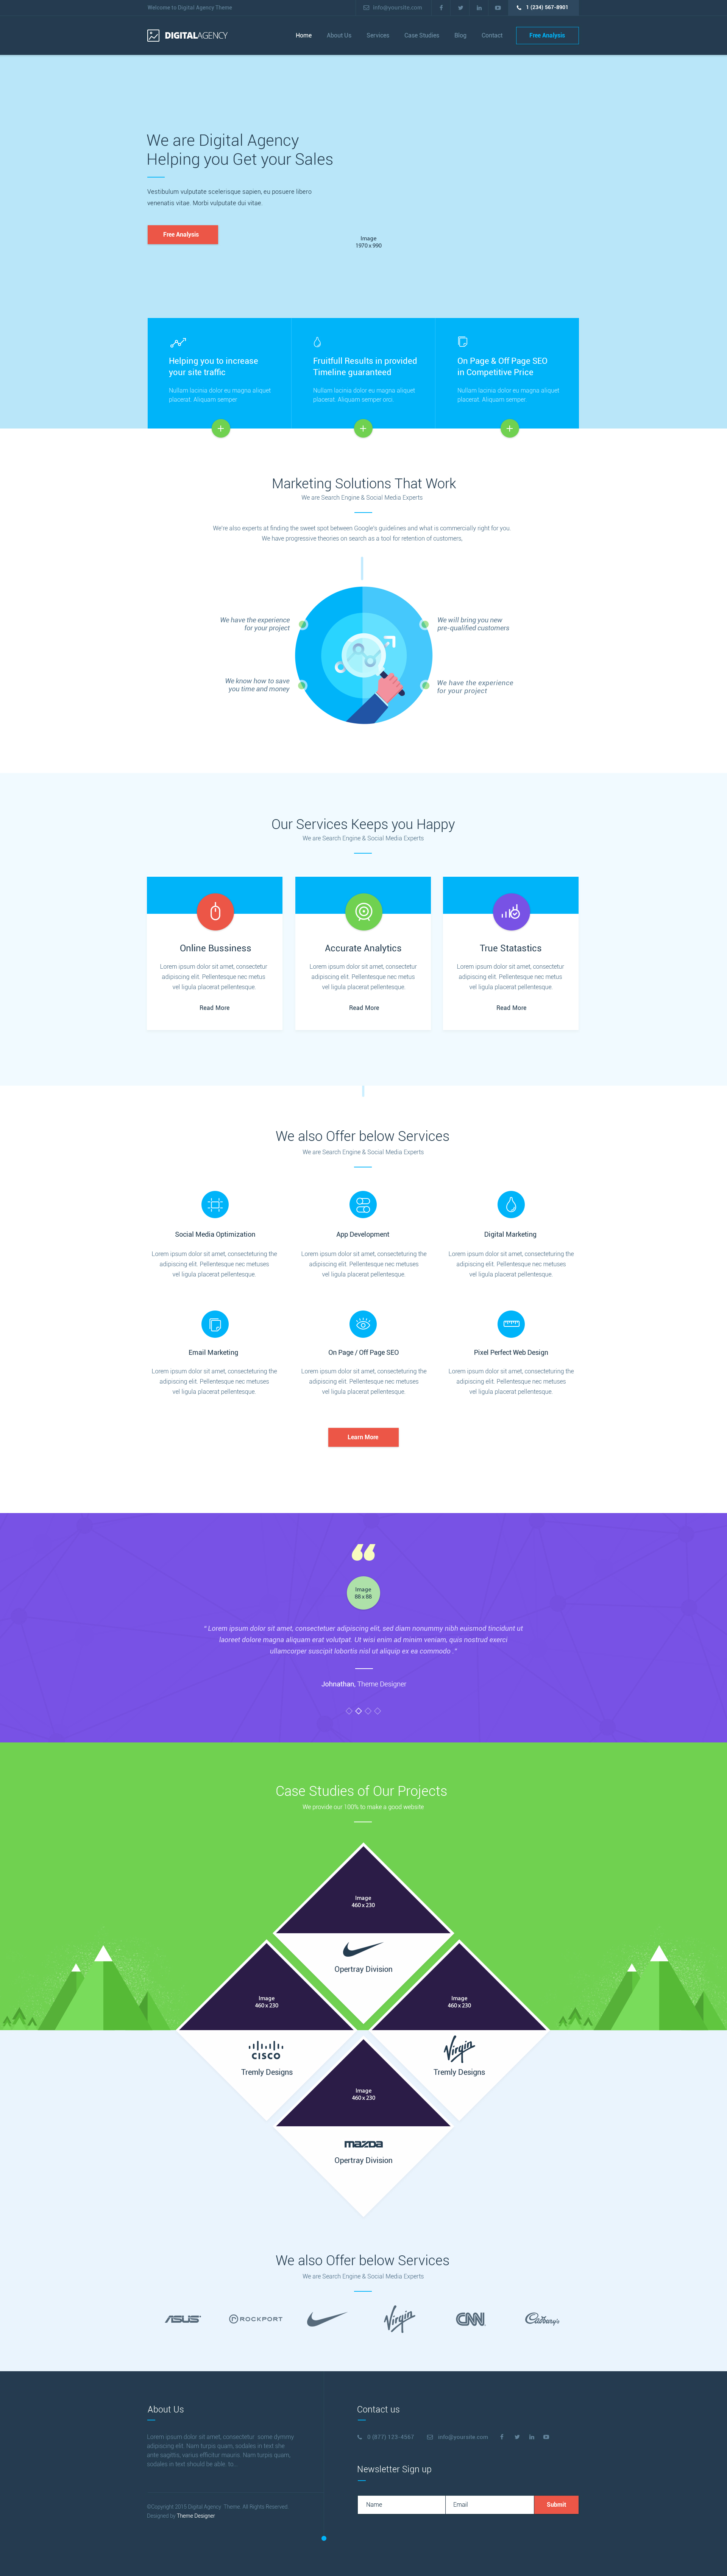 Welcome to Digital Agency Theme
info@yoursite.com
1 (234) 567-8901
DIGITALAGENCY
Home
About Us
Services
Case Studies
Blog
Contact
Free Analysis
We are Digital Agency
Helping you Get your Sales
Vestibulum vulputate scelerisque sapien, eu posuere libero
venenatis vitae. Morbi vulputate dui vitae.
Free Analysis
Image
1970 x 990
Helping you to increase
your site traffic
Nullam lacinia dolor eu magna aliquet
placerat. Aliquam semper
Fruitfull Results in provided
Timeline guaranteed
Nullam lacinia dolor eu magna aliquet
placerat. Aliquam semper orci.
On Page & Off Page SEO
in Competitive Price
Nullam lacinia dolor eu magna aliquet
placerat. Aliquam semper.
Marketing Solutions That Work
We are Search Engine & Social Media Experts
We're also experts at finding the sweet spot between Google's guidelines and what is commercially right for you
We have progressive theories on search as a tool for retention of customers.
We have the experience
for your project
We will bring you new
pre-qualified customers
We know how to save
you time and money
We have the experience
for your project
Our Services Keeps you Happy
We are Search Engine & Social Media Experts
Online Bussiness
Lorem ipsum dolor sit amet, consectetur
adipiscing elit. Pellentesque nec metus
vel ligula placerat pellentesque.
Read More
Accurate Analytics
Lorem ipsum dolor sit amet, consectetur
adipiscing elit. Pellentesque nec metus
vel ligula placerat pellentesque.
Read More
True Statastics
Lorem ipsum dolor sit amet, consectetur
adipiscing elit. Pellentesque nec metus
vel ligula placerat pellentesque.
Read More
We also Offer below Services
We are Search Engine & Social Media Experts
Social Media Optimization
Lorem ipsum dolor sit amet, consecteturing the
adipiscing elit. Pellentesque nec metuses
vel ligula placerat pellentesque.
App Development
Lorem ipsum dolor sit amet, consecteturing the
adipiscing elit. Pellentesque nec metuses
vel ligula placerat pellentesque.
Digital Marketing
Lorem ipsum dolor sit amet, consecteturing the
adipiscing elit. Pellentesque nec metuses
vel ligula placerat pellentesque.
Email Marketing
Lorem ipsum dolor sit amet, consecteturing the
adipiscing elit. Pellentesque nec metuses
vel ligula placerat pellentesque.
On Page / Off Page SEO
Lorem ipsum dolor sit amet, consecteturing the
adipiscing elit. Pellentesque nec metuses
vel ligula placerat pellentesque.
Pixel Perfect Web Design
Lorem ipsum dolor sit amet, consecteturing the
adipiscing elit. Pellentesque nec metuses
vel ligula placerat pellentesque.
Learn More
Image
88 x 88
" Lorem ipsum dolor sit amet, consectetuer adipiscing elit, sed diam nonummy nibh euismod tincidunt ut
laoreet dolore magna aliquam erat volutpat. Ut wisi enim ad minim veniam, quis nostrud exerci
ullamcorper suscipit lobortis nisl ut aliquip ex ea commodo ."
Johnathan, Theme Designer
Case Studies of Our Projects
We provide our 100% to make a good website
Image
460 x 230
Opertray Division
Image
460 x 230
CISCO
Tremly Designs
Image
460 x 230
Virgin
Tremly Designs
Image
460 x 230
mazda
Opertray Division
We also Offer below Services
We are Search Engine & Social Media Experts
ASUS
ROCKPORT
Virgin
CNN
Cadbury's
About Us
Lorem ipsum dolor sit amet, consectetur some dynmy
adipiscing elit. Nam turpis quam, sodales in text she
ante sagittis, varius efficitur mauris. Nam turpis quam,
sodales in text should be able. to...
©Copyright 2015 Digital Agency Theme. All Rights Reserved
Designed by Theme Designer
Contact us
0 (877) 123-4567
info@yoursite.com
Newsletter Sign up
Name
Email
Submit